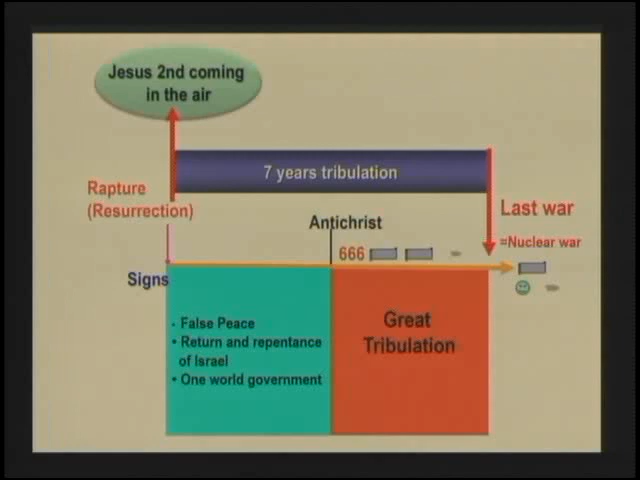 Jesus 2nd coming
in the air
7 years tribulation
Rapture
(Resurrection)
Last war
=Nuclear war
Antichrist
666
Signs
- False Peace
• Return and repentance
of Israel
• One world government
Great
Tribulation